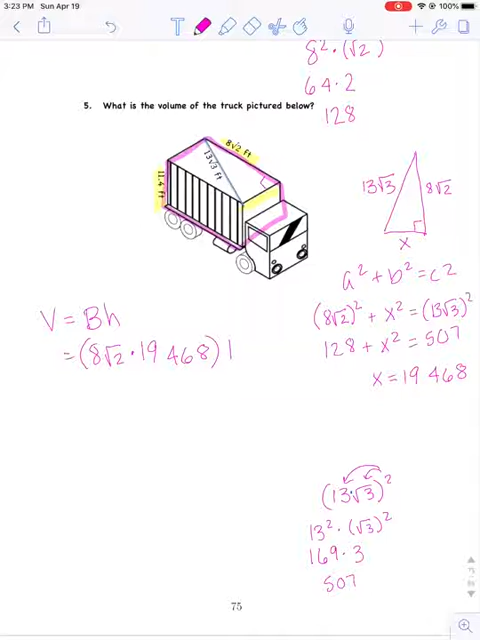 3:23 PM Sun Apr 19
100%
8² · (√2)
64 · 2
128
5. What is the volume of the truck pictured below?
8√2 ft
13√3 ft
11.4 ft
13√3
8√2
x
a² + b² = c2
(8√2)² + x² = (13√3)²
128 + x² = 507
x = 19 468
V = Bh
= (8√2 · 19 468) 1
(13·√3)²
13² · (√3)²
169 · 3
507
75